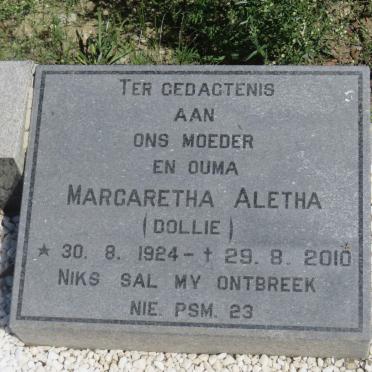 TER GEDAGTENIS
AAN
ONS MOEDER
EN OUMA
MARGARETHA ALETHA
(DOLLIE)
* 30. 8. 1924 - † 29. 8. 2010
NIKS SAL MY ONTBREEK
NIE. PSM. 23